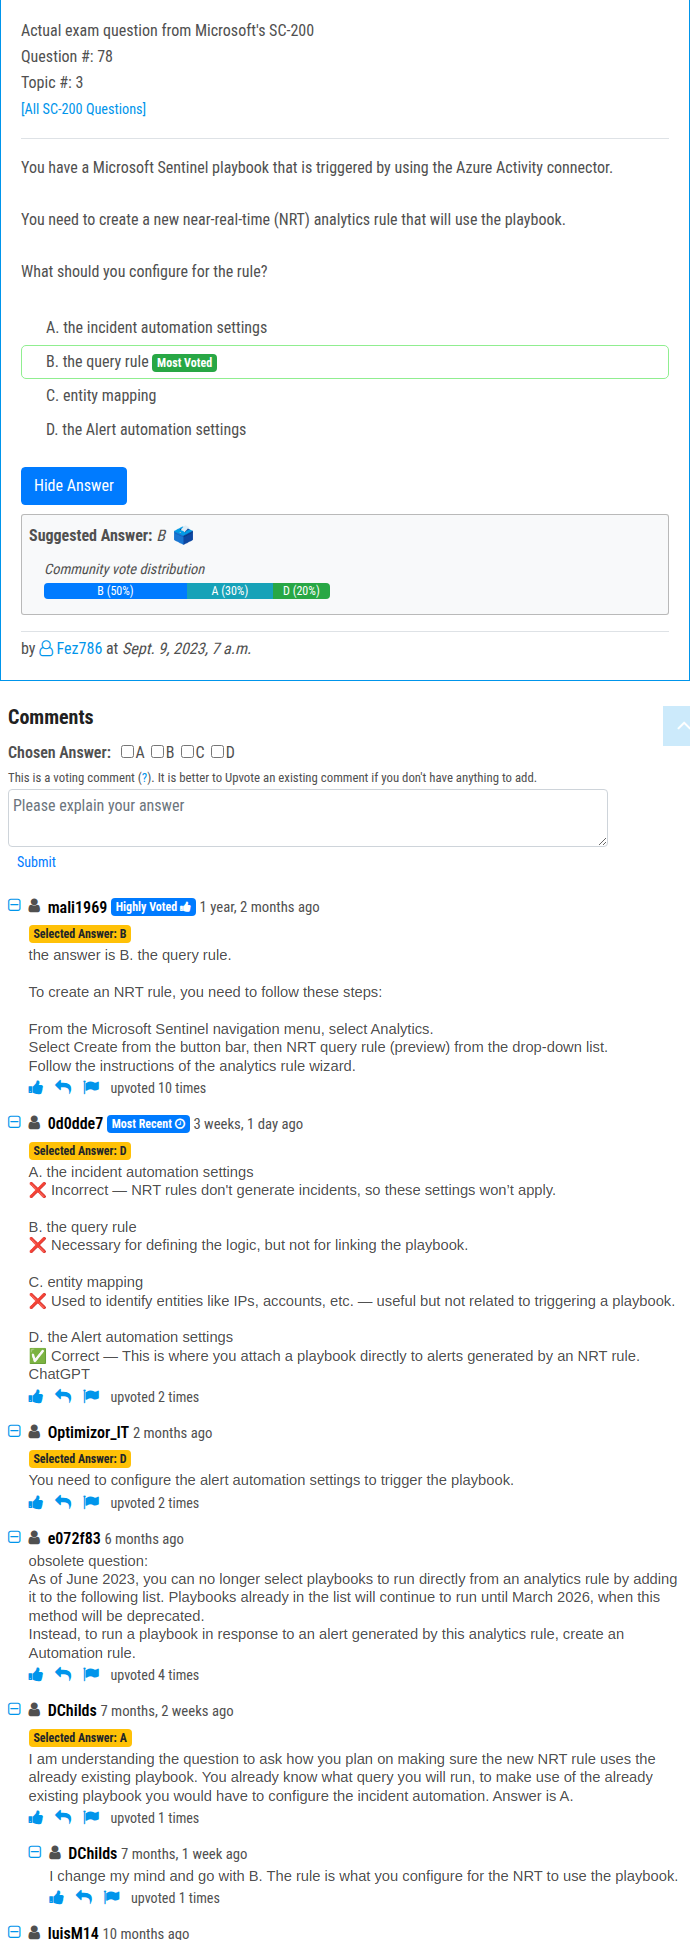 Actual exam question from Microsoft's SC-200
Question #: 78
Topic #: 3
[All SC-200 Questions]
You have a Microsoft Sentinel playbook that is triggered by using the Azure Activity connector.
You need to create a new near-real-time (NRT) analytics rule that will use the playbook.
What should you configure for the rule?
A. the incident automation settings
B. the query rule Most Voted
C. entity mapping
D. the Alert automation settings
Hide Answer
Suggested Answer: B
Community vote distribution
B (50%) A (30%) D (20%)
by Fez786 at Sept. 9, 2023, 7 a.m.
Comments
Chosen Answer: A B C D
This is a voting comment (?). It is better to Upvote an existing comment if you don't have anything to add.
Please explain your answer
Submit
mali1969 Highly Voted 1 year, 2 months ago
Selected Answer: B
the answer is B. the query rule.
To create an NRT rule, you need to follow these steps:
From the Microsoft Sentinel navigation menu, select Analytics.
Select Create from the button bar, then NRT query rule (preview) from the drop-down list.
Follow the instructions of the analytics rule wizard.
upvoted 10 times
0d0dde7 Most Recent 3 weeks, 1 day ago
Selected Answer: D
A. the incident automation settings
❌ Incorrect — NRT rules don't generate incidents, so these settings won’t apply.
B. the query rule
❌ Necessary for defining the logic, but not for linking the playbook.
C. entity mapping
❌ Used to identify entities like IPs, accounts, etc. — useful but not related to triggering a playbook.
D. the Alert automation settings
✅ Correct — This is where you attach a playbook directly to alerts generated by an NRT rule.
ChatGPT
upvoted 2 times
Optimizor_IT 2 months ago
Selected Answer: D
You need to configure the alert automation settings to trigger the playbook.
upvoted 2 times
e072f83 6 months ago
obsolete question:
As of June 2023, you can no longer select playbooks to run directly from an analytics rule by adding
it to the following list. Playbooks already in the list will continue to run until March 2026, when this
method will be deprecated.
Instead, to run a playbook in response to an alert generated by this analytics rule, create an
Automation rule.
upvoted 4 times
DChilds 7 months, 2 weeks ago
Selected Answer: A
I am understanding the question to ask how you plan on making sure the new NRT rule uses the
already existing playbook. You already know what query you will run, to make use of the already
existing playbook you would have to configure the incident automation. Answer is A.
upvoted 1 times
DChilds 7 months, 1 week ago
I change my mind and go with B. The rule is what you configure for the NRT to use the playbook.
upvoted 1 times
luisM14 10 months ago